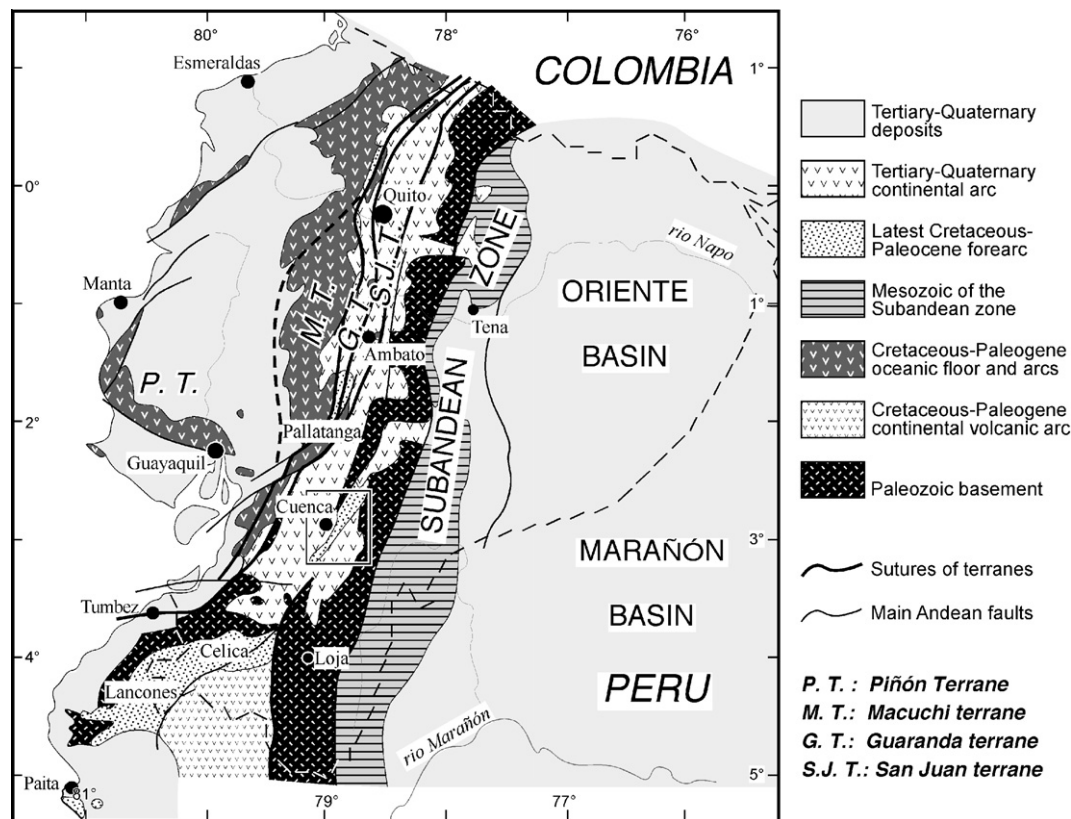 80°
78°
76°
COLOMBIA
Esmeraldas
1°
0°
Quito
rio Napo
ZONE
S.J. T.
M. T.
G. T.
Manta
ORIENTE
1°
Tena
Ambato
BASIN
P. T.
SUBANDEAN
2°
Pallatanga
Guayaquil
Cuenca
MARAÑÓN
3°
Tumbez
BASIN
Celica
Loja
4°
Lancones
PERU
rio Marañón
Paita
81°
5°
79°
77°
Tertiary-Quaternary
deposits
Tertiary-Quaternary
continental arc
Latest Cretaceous-
Paleocene forearc
Mesozoic of the
Subandean zone
Cretaceous-Paleogene
oceanic floor and arcs
Cretaceous-Paleogene
continental volcanic arc
Paleozoic basement
Sutures of terranes
Main Andean faults
P. T. : Piñón Terrane
M. T.: Macuchi terrane
G. T.: Guaranda terrane
S.J. T.: San Juan terrane